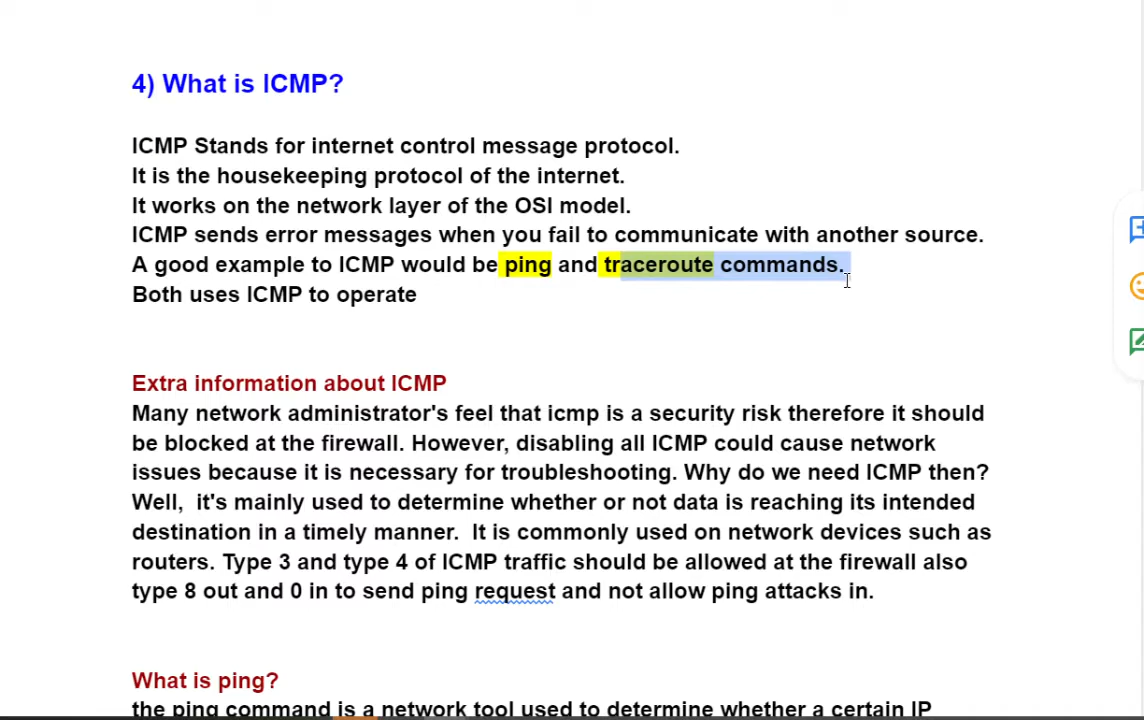 4) What is ICMP?
ICMP Stands for internet control message protocol.
It is the housekeeping protocol of the internet.
It works on the network layer of the OSI model.
ICMP sends error messages when you fail to communicate with another source.
A good example to ICMP would be ping and traceroute commands.
Both uses ICMP to operate
Extra information about ICMP
Many network administrator's feel that icmp is a security risk therefore it should
be blocked at the firewall. However, disabling all ICMP could cause network
issues because it is necessary for troubleshooting. Why do we need ICMP then?
Well,  it's mainly used to determine whether or not data is reaching its intended
destination in a timely manner.  It is commonly used on network devices such as
routers. Type 3 and type 4 of ICMP traffic should be allowed at the firewall also
type 8 out and 0 in to send ping request and not allow ping attacks in.
What is ping?
the ping command is a network tool used to determine whether a certain IP